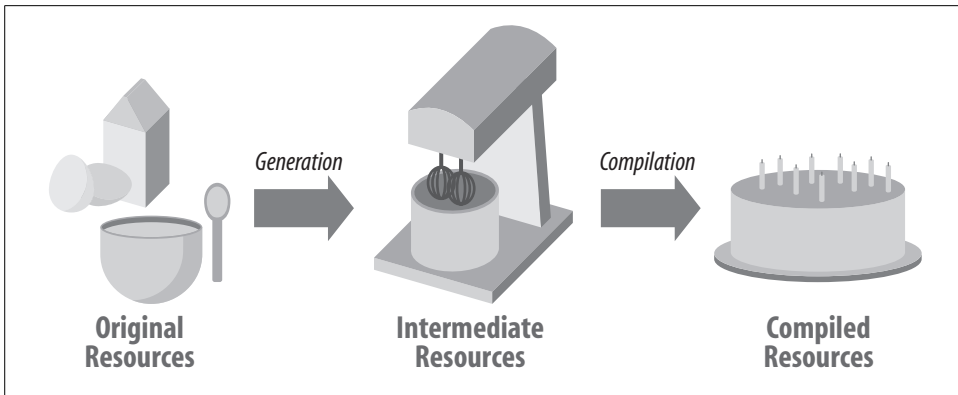 Generation
Compilation
Original
Resources
Intermediate
Resources
Compiled
Resources